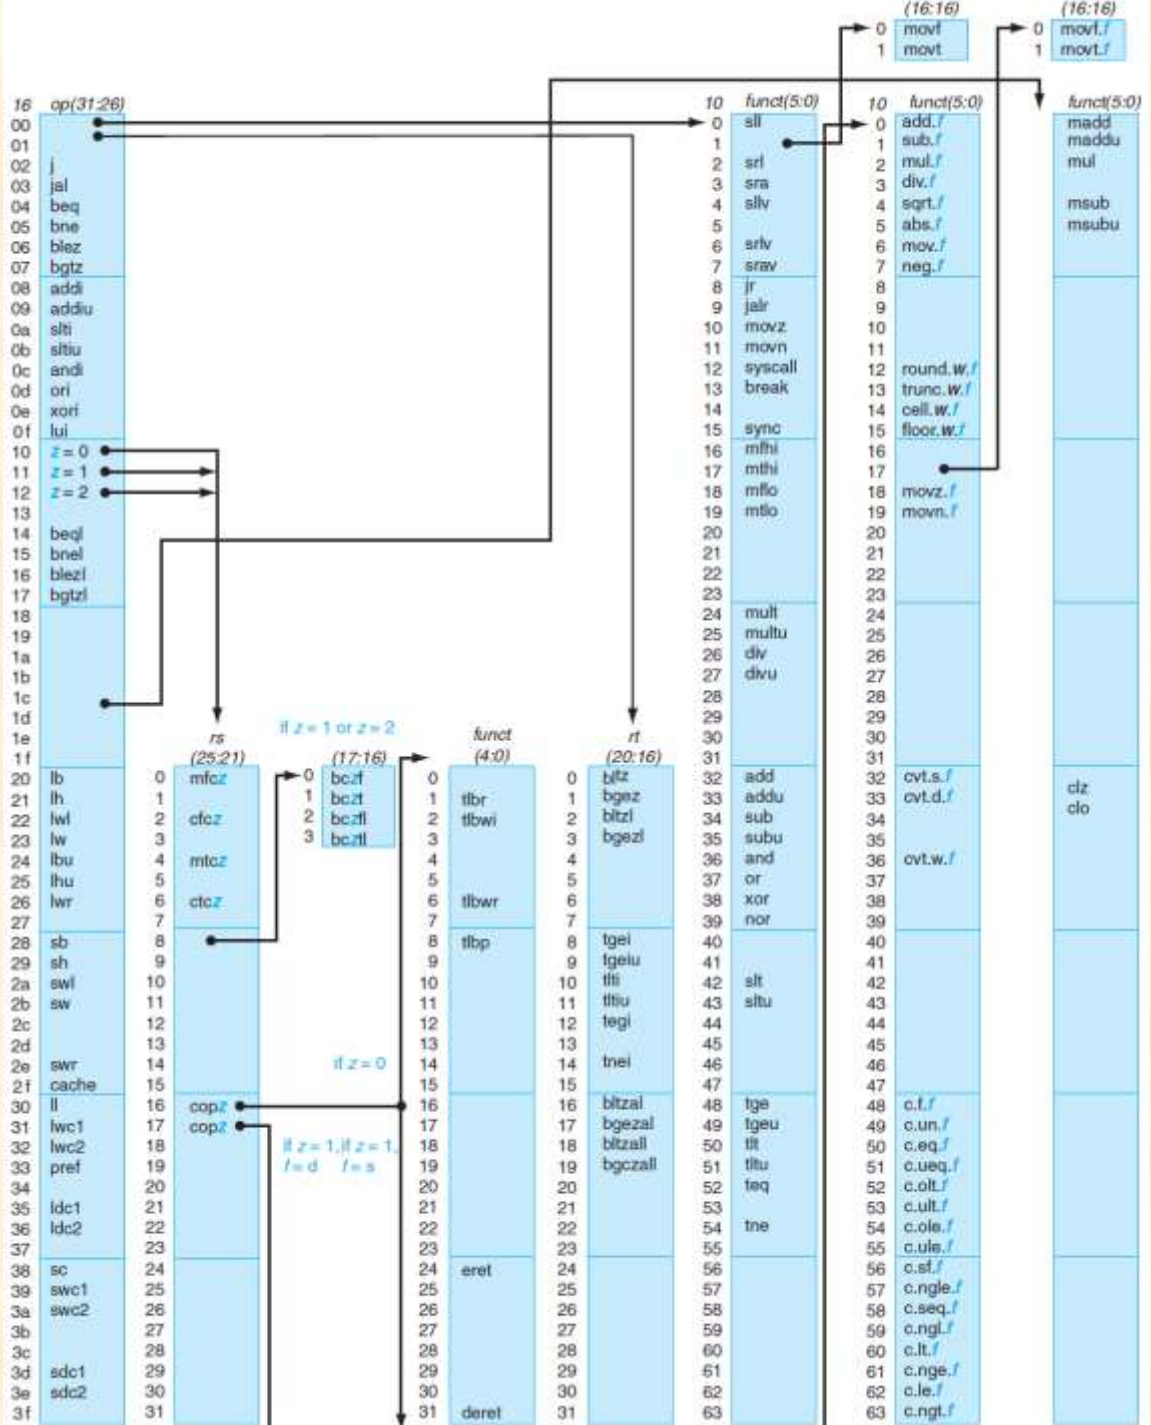 (16:16)
0 movf
1 movt
(16:16)
0 movf.f
1 movt.f
16 op(31:26)
00
01
02 j
03 jal
04 beq
05 bne
06 blez
07 bgtz
08 addi
09 addiu
0a slti
0b sltiu
0c andi
0d ori
0e xori
0f lui
10 z = 0
11 z = 1
12 z = 2
13
14 beql
15 bnel
16 blezl
17 bgtzl
18
19
1a
1b
1c
1d
1e
1f
20 lb
21 lh
22 lwl
23 lw
24 lbu
25 lhu
26 lwr
27
28 sb
29 sh
2a swl
2b sw
2c
2d
2e swr
2f cache
30 ll
31 lwc1
32 lwc2
33 pref
34
35 ldc1
36 ldc2
37
38 sc
39 swc1
3a swc2
3b
3c
3d sdc1
3e sdc2
3f
rs
(25:21)
0 mfcz
1
2 cfcz
3
4 mtcz
5
6 ctcz
7
8
9
10
11
12
13
14
15
16 copz
17 copz
18
19
20
21
22
23
24
25
26
27
28
29
30
31
if z = 1 or z = 2
(17:16)
0 bczf
1 bczt
2 bczfl
3 bcztl
if z = 0
if z = 1, if z = 1,
f = d f = s
funct
(4:0)
0
1 tlbr
2 tlbwi
3
4
5
6 tlbwr
7
8 tlbp
9
10
11
12
13
14
15
16
17
18
19
20
21
22
23
24 eret
25
26
27
28
29
30
31 deret
rt
(20:16)
0 bltz
1 bgez
2 bltzl
3 bgezl
4
5
6
7
8 tgei
9 tgeiu
10 tlti
11 tltiu
12 tegi
13
14 tnei
15
16 bltzal
17 bgezal
18 bltzall
19 bgczall
20
21
22
23
24
25
26
27
28
29
30
31
10 funct(5:0)
0 sll
1
2 srl
3 sra
4 sllv
5
6 srlv
7 srav
8 jr
9 jalr
10 movz
11 movn
12 syscall
13 break
14
15 sync
16 mfhi
17 mthi
18 mflo
19 mtlo
20
21
22
23
24 mult
25 multu
26 div
27 divu
28
29
30
31
32 add
33 addu
34 sub
35 subu
36 and
37 or
38 xor
39 nor
40
41
42 slt
43 sltu
44
45
46
47
48 tge
49 tgeu
50 tlt
51 tltu
52 teq
53
54 tne
55
56
57
58
59
60
61
62
63
10 funct(5:0)
0 add.f
1 sub.f
2 mul.f
3 div.f
4 sqrt.f
5 abs.f
6 mov.f
7 neg.f
8
9
10
11
12 round.w.f
13 trunc.w.f
14 cell.w.f
15 floor.w.f
16
17
18 movz.f
19 movn.f
20
21
22
23
24
25
26
27
28
29
30
31
32 cvt.s.f
33 cvt.d.f
34
35
36 cvt.w.f
37
38
39
40
41
42
43
44
45
46
47
48 c.f.f
49 c.un.f
50 c.eq.f
51 c.ueq.f
52 c.olt.f
53 c.ult.f
54 c.ole.f
55 c.ule.f
56 c.sf.f
57 c.ngle.f
58 c.seq.f
59 c.ngl.f
60 c.lt.f
61 c.nge.f
62 c.le.f
63 c.ngt.f
funct(5:0)
madd
maddu
mul
msub
msubu
clz
clo